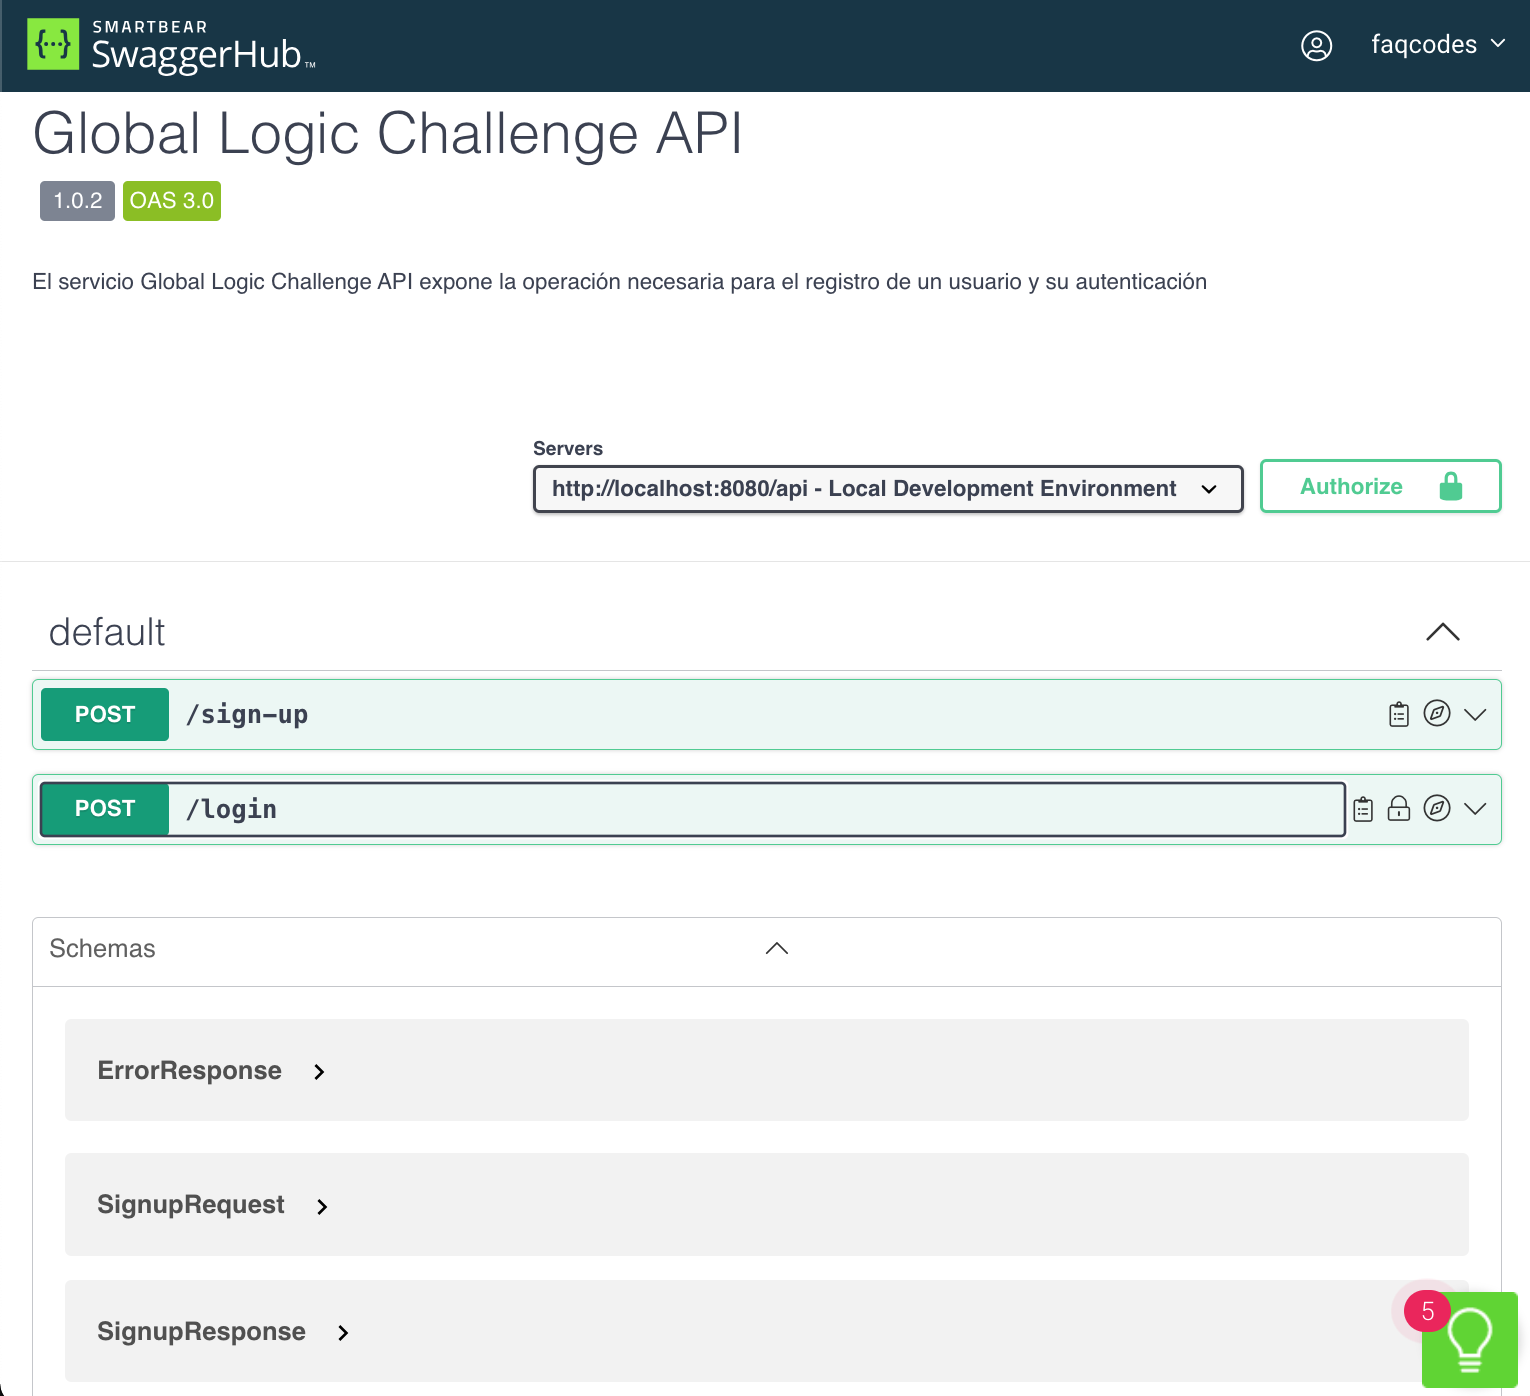 SMARTBEAR
SwaggerHub™
faqcodes
Global Logic Challenge API
1.0.2
OAS 3.0
El servicio Global Logic Challenge API expone la operación necesaria para el registro de un usuario y su autenticación
Servers
http://localhost:8080/api - Local Development Environment
Authorize
default
POST /sign-up
POST /login
Schemas
ErrorResponse
SignupRequest
SignupResponse
5